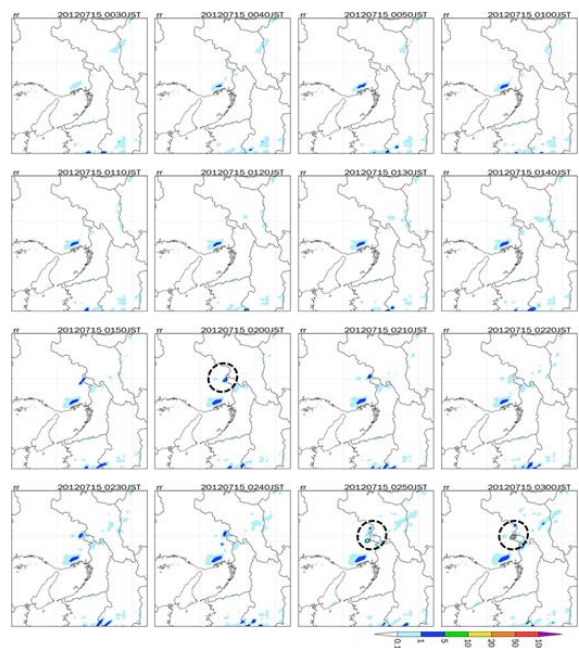 rr 20120715 0030JST
rr 20120715 0040JST
rr 20120715 0050JST
rr 20120715 0100JST
rr 20120715 0110JST
rr 20120715 0120JST
rr 20120715 0130JST
rr 20120715 0140JST
rr 20120715 0150JST
rr 20120715 0200JST
rr 20120715 0210JST
rr 20120715 0220JST
rr 20120715 0230JST
rr 20120715 0240JST
rr 20120715 0250JST
rr 20120715 0300JST
0.1 1 5 10 20 50 10